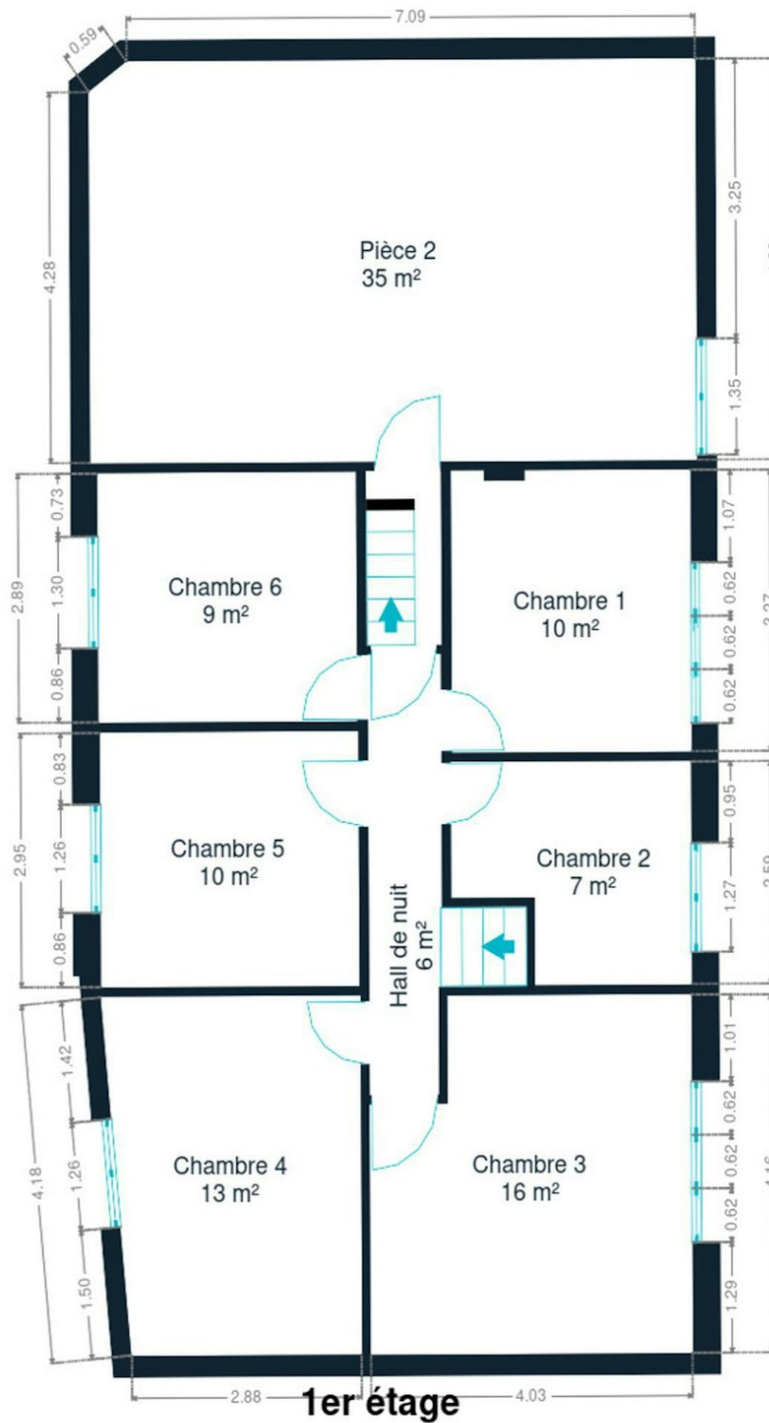 7.09
0.59
3.25
4.28
Pièce 2
35 m²
1.35
0.73
2.89
1.30
0.86
Chambre 6
9 m²
Chambre 1
10 m²
1.07
0.62
0.62
0.62
0.83
2.95
1.26
0.86
Chambre 5
10 m²
Chambre 2
7 m²
0.95
1.27
Hall de nuit
6 m²
1.42
4.18
1.26
1.50
Chambre 4
13 m²
Chambre 3
16 m²
1.01
0.62
0.62
0.62
1.29
2.88
4.03
1er étage